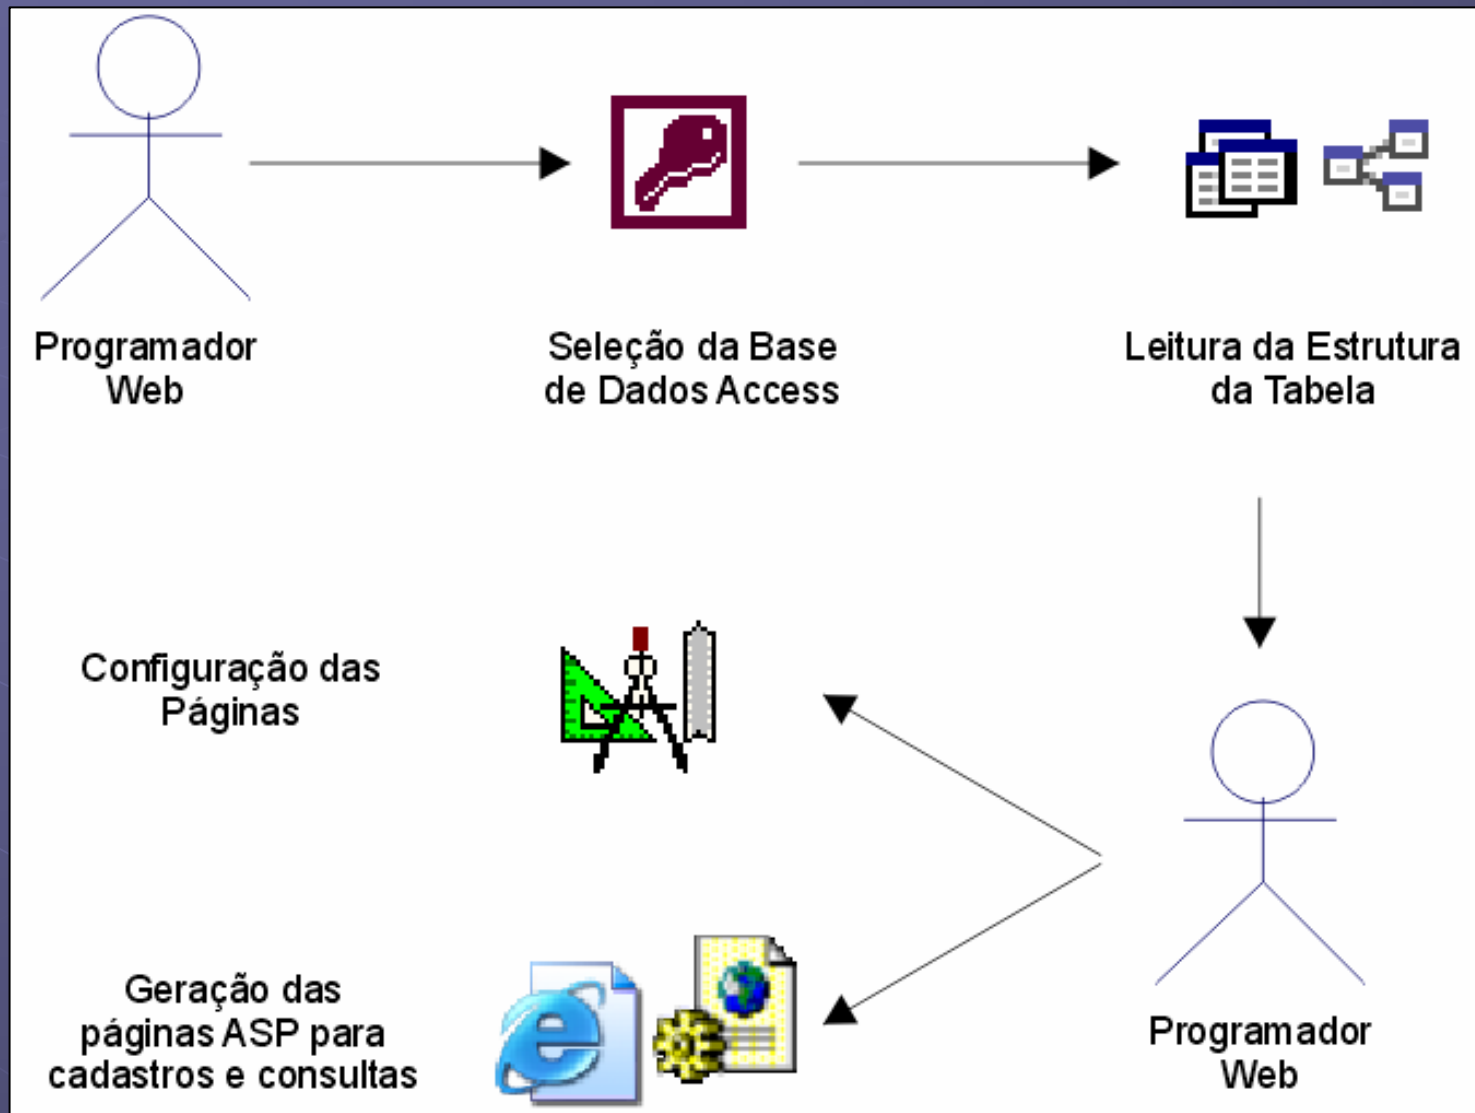 Programador
Web
Seleção da Base
de Dados Access
Leitura da Estrutura
da Tabela
Configuração das
Páginas
Geração das
páginas ASP para
cadastros e consultas
Programador
Web